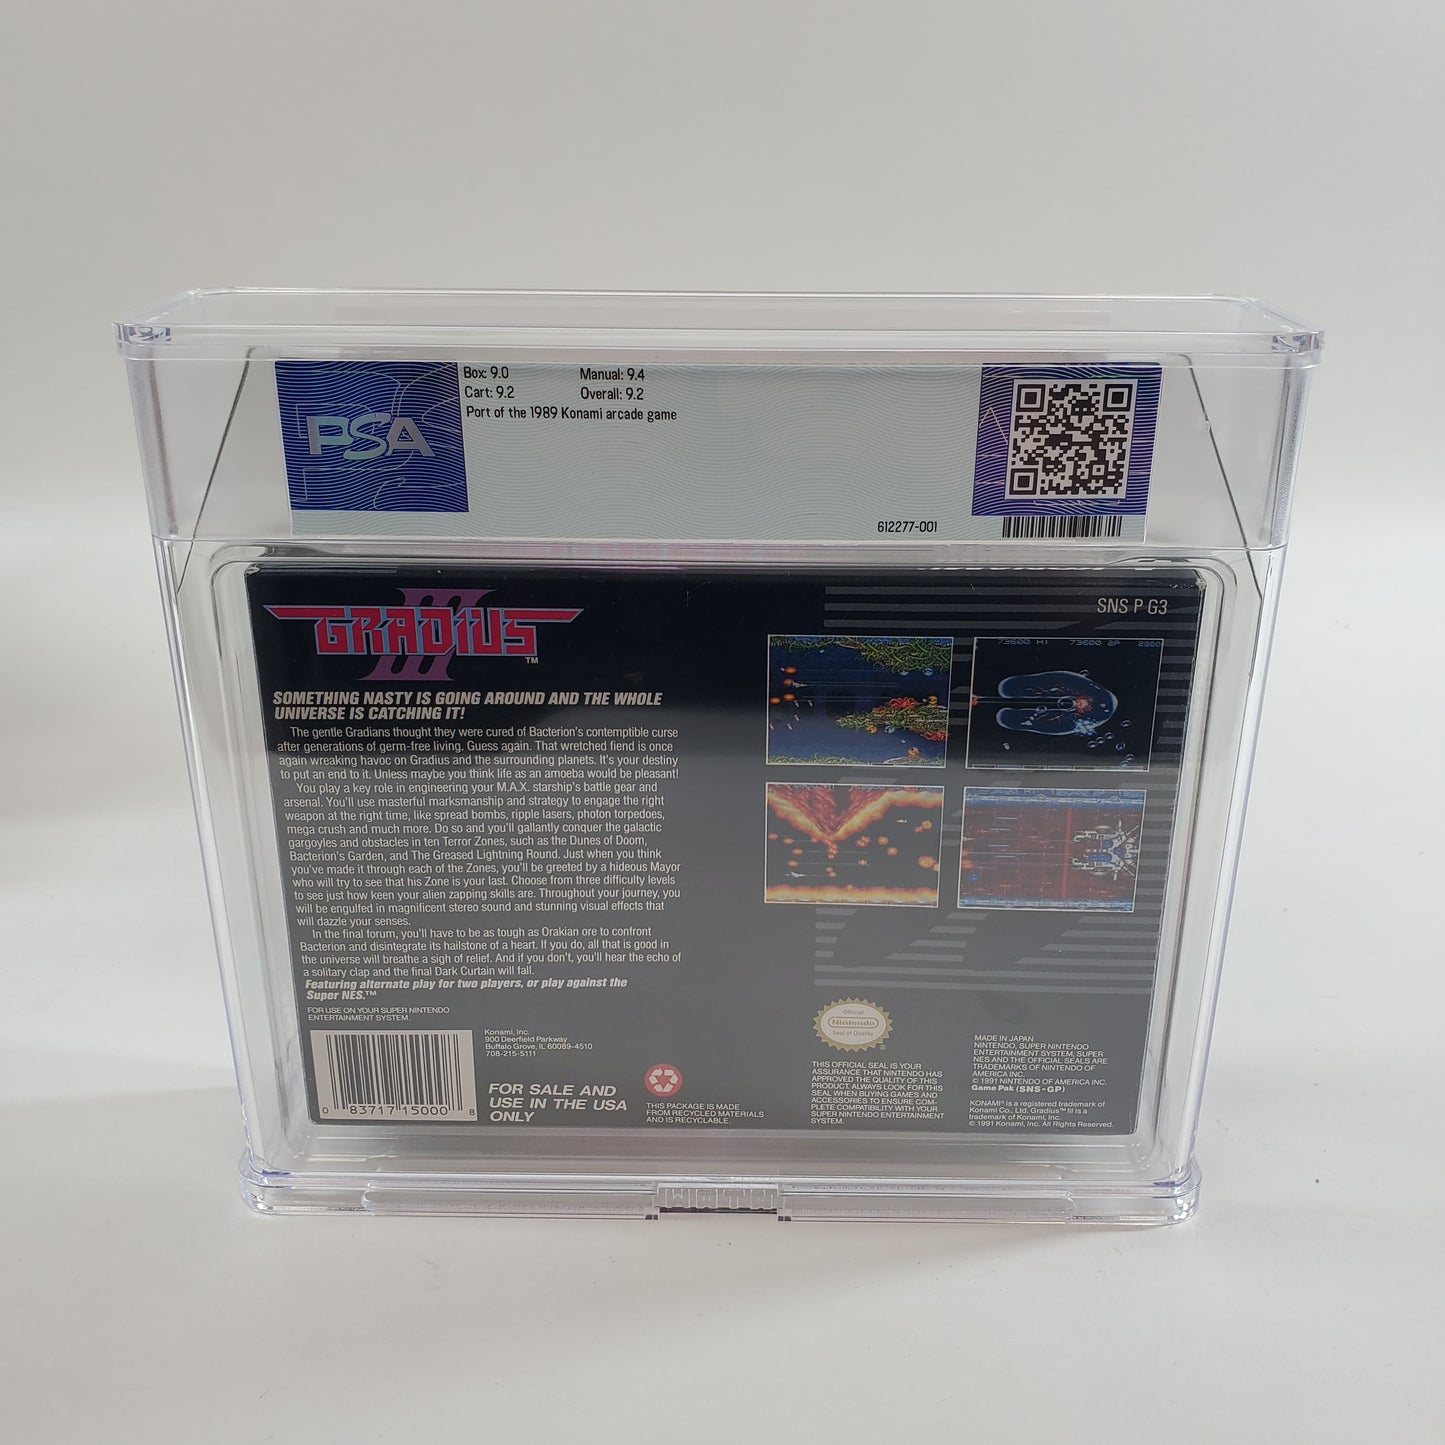 PSA
Box: 9.0 Manual: 9.4
Cart: 9.2 Overall: 9.2
Port of the 1989 Konami arcade game
612277-001
GRADIUS III™
SNS P G3
73500 HI 73500 2P
SOMETHING NASTY IS GOING AROUND AND THE WHOLE
UNIVERSE IS CATCHING IT!
The gentle Gradians thought they were cured of Bacterion's contemptible curse
after generations of germ-free living. Guess again. That wretched fiend is once
again wreaking havoc on Gradius and the surrounding planets. It's your destiny
to put an end to it. Unless maybe you think life as an amoeba would be pleasant!
You play a key role in engineering your M.A.X. starship's battle gear and
arsenal. You'll use masterful marksmanship and strategy to engage the right
weapon at the right time, like spread bombs, ripple lasers, photon torpedoes,
mega crush and much more. Do so and you'll gallantly conquer the galactic
gargoyles and obstacles in ten Terror Zones, such as the Dunes of Doom,
Bacterion's Garden, and The Greased Lightning Round. Just when you think
you've made it through each of the Zones, you'll be greeted by a hideous Mayor
who will try to see that his Zone is your last. Choose from three difficulty levels
to see just how keen your alien zapping skills are. Throughout your journey, you
will be engulfed in magnificent stereo sound and stunning visual effects that
will dazzle your senses.
In the final forum, you'll have to be as tough as Orakian ore to confront
Bacterion and disintegrate its hailstone of a heart. If you do, all that is good in
the universe will breathe a sigh of relief. And if you don't, you'll hear the echo of
a solitary clap and the final Dark Curtain will fall.
Featuring alternate play for two players, or play against the
Super NES.™
FOR USE ON YOUR SUPER NINTENDO
ENTERTAINMENT SYSTEM.
0 83717 15000 8
Konami, Inc.
900 Deerfield Parkway
Buffalo Grove, IL 60089-4510
708-215-5111
FOR SALE AND
USE IN THE USA
ONLY
THIS PACKAGE IS MADE
FROM RECYCLED MATERIALS
AND IS RECYCLABLE.
Official
Nintendo
Seal of Quality
®
THIS OFFICIAL SEAL IS YOUR
ASSURANCE THAT NINTENDO HAS
APPROVED THE QUALITY OF THIS
PRODUCT. ALWAYS LOOK FOR THIS
SEAL WHEN BUYING GAMES AND
ACCESSORIES TO ENSURE COM-
PLETE COMPATIBILITY WITH YOUR
SUPER NINTENDO ENTERTAINMENT
SYSTEM.
MADE IN JAPAN
NINTENDO, SUPER NINTENDO
ENTERTAINMENT SYSTEM, SUPER
NES AND THE OFFICIAL SEALS ARE
TRADEMARKS OF NINTENDO OF
AMERICA INC.
© 1991 NINTENDO OF AMERICA INC.
Game Pak (SNS-GP)
KONAMI® is a registered trademark of
Konami Co., Ltd. Gradius™ III is a
trademark of Konami, Inc.
© 1991 Konami, Inc. All Rights Reserved.
WATA